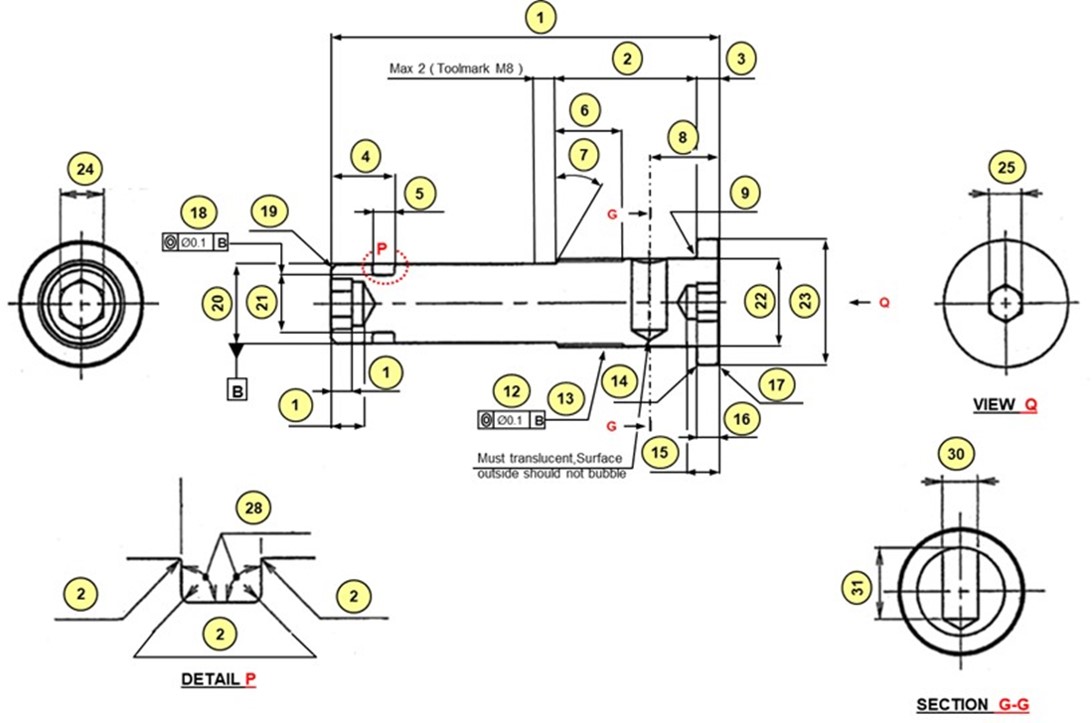 1
Max 2 ( Toolmark M8 )
2
3
6
8
4
7
24
25
5
9
18
19
G
◎ Ø0.1 B
P
20
21
22
23
Q
1
B
1
12
13
14
17
◎ Ø0.1 B
G
16
VIEW Q
15
Must translucent,Surface
outside should not bubble
30
28
31
2
2
2
DETAIL P
SECTION G-G